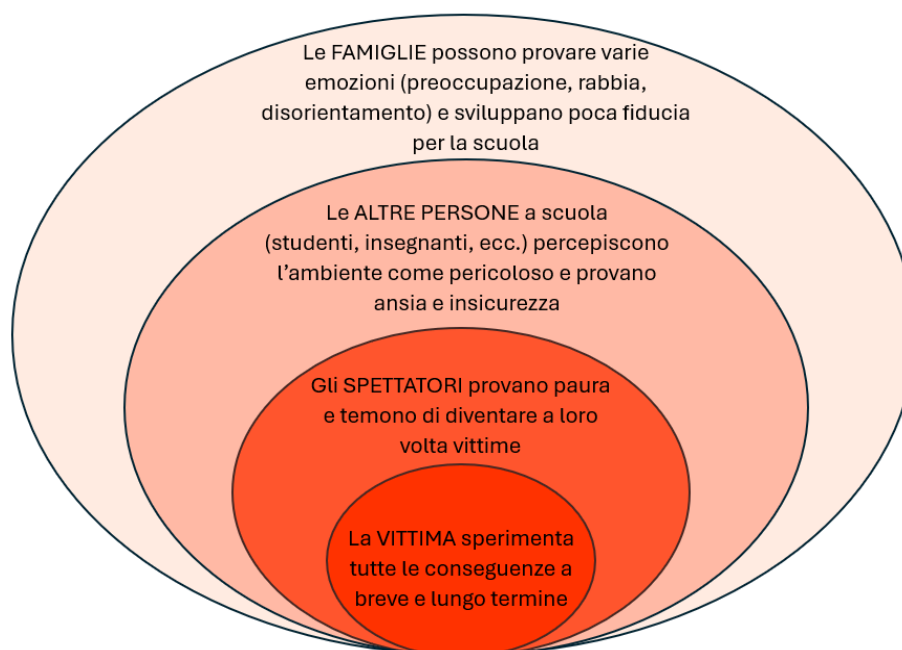 Le FAMIGLIE possono provare varie
emozioni (preoccupazione, rabbia,
disorientamento) e sviluppano poca fiducia
per la scuola
Le ALTRE PERSONE a scuola
(studenti, insegnanti, ecc.) percepiscono
l’ambiente come pericoloso e provano
ansia e insicurezza
Gli SPETTATORI provano paura
e temono di diventare a loro
volta vittime
La VITTIMA sperimenta
tutte le conseguenze a
breve e lungo termine